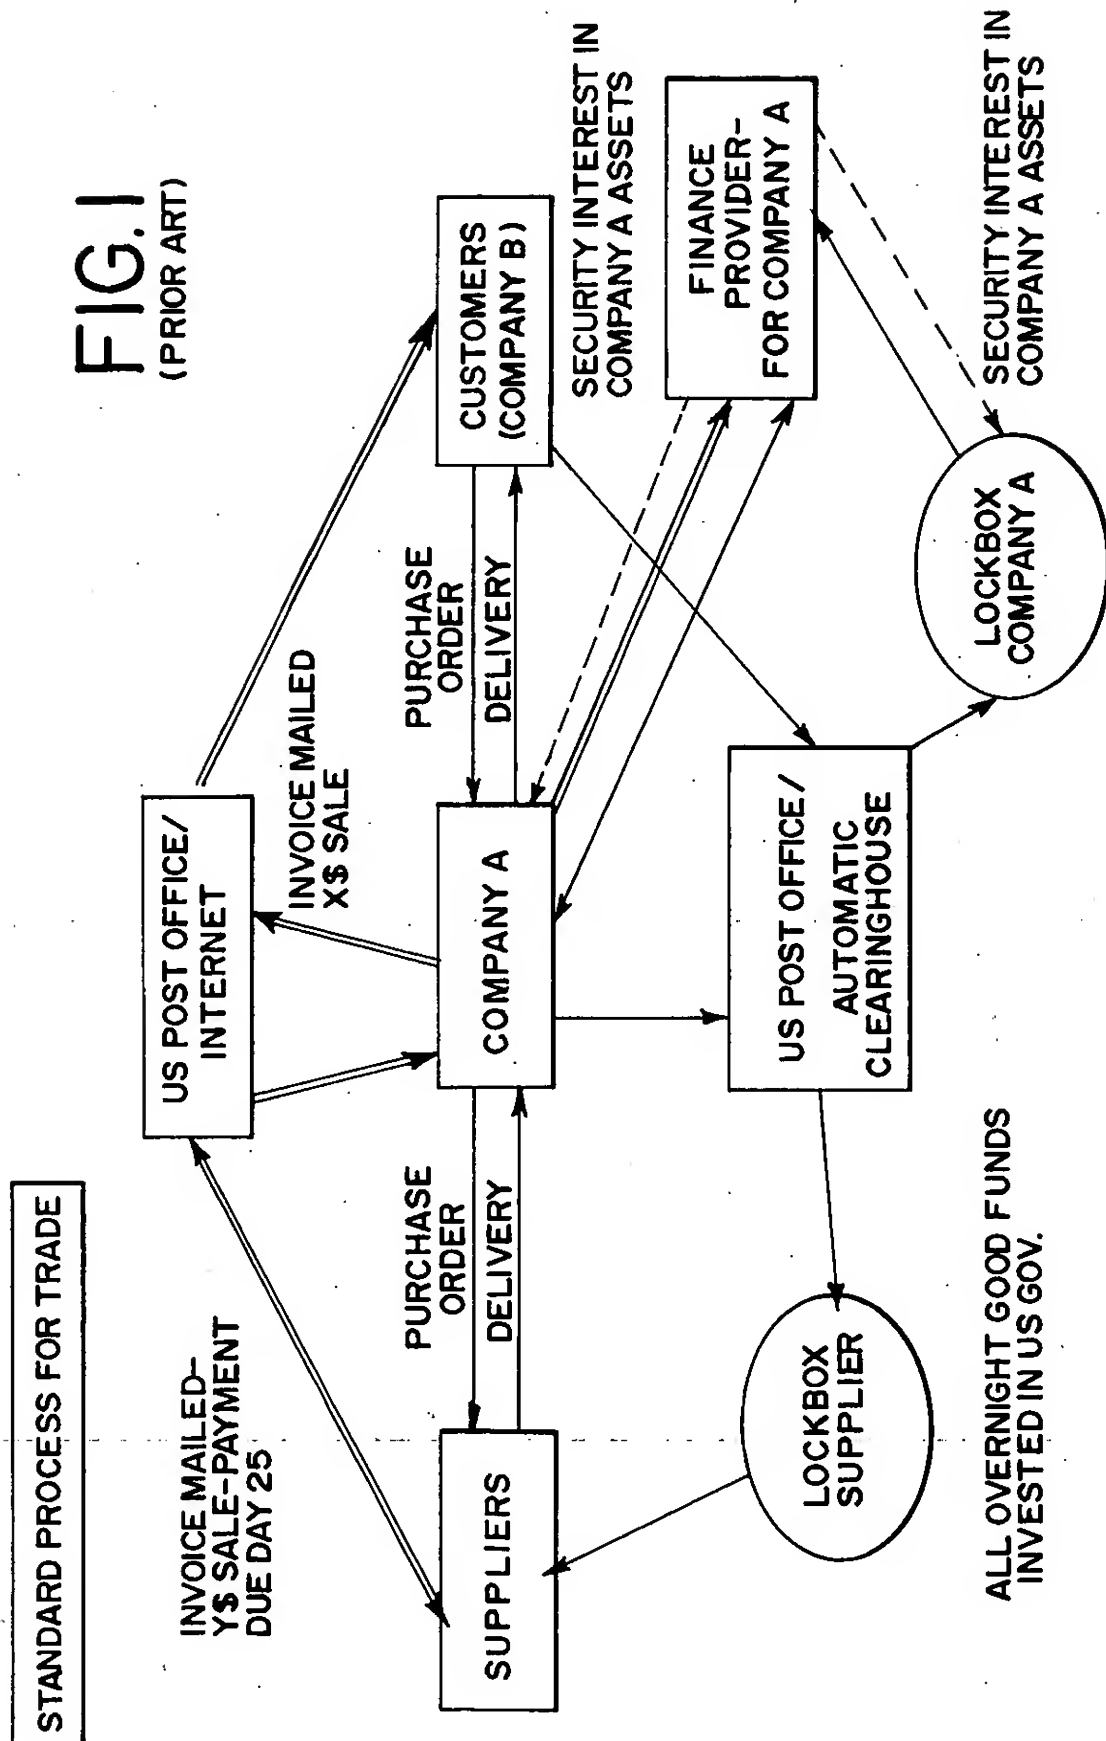 STANDARD PROCESS FOR TRADE
FIG. 1
(PRIOR ART)
INVOICE MAILED-
Y$ SALE-PAYMENT
DUE DAY 25
US POST OFFICE/
INTERNET
INVOICE MAILED
X$ SALE
SUPPLIERS
PURCHASE
ORDER
DELIVERY
COMPANY A
PURCHASE
ORDER
DELIVERY
CUSTOMERS
(COMPANY B)
SECURITY INTEREST IN
COMPANY A ASSETS
FINANCE
PROVIDER-
FOR COMPANY A
LOCKBOX
SUPPLIER
US POST OFFICE/
AUTOMATIC
CLEARINGHOUSE
LOCKBOX
COMPANY A
SECURITY INTEREST IN
COMPANY A ASSETS
ALL OVERNIGHT GOOD FUNDS
INVESTED IN US GOV.